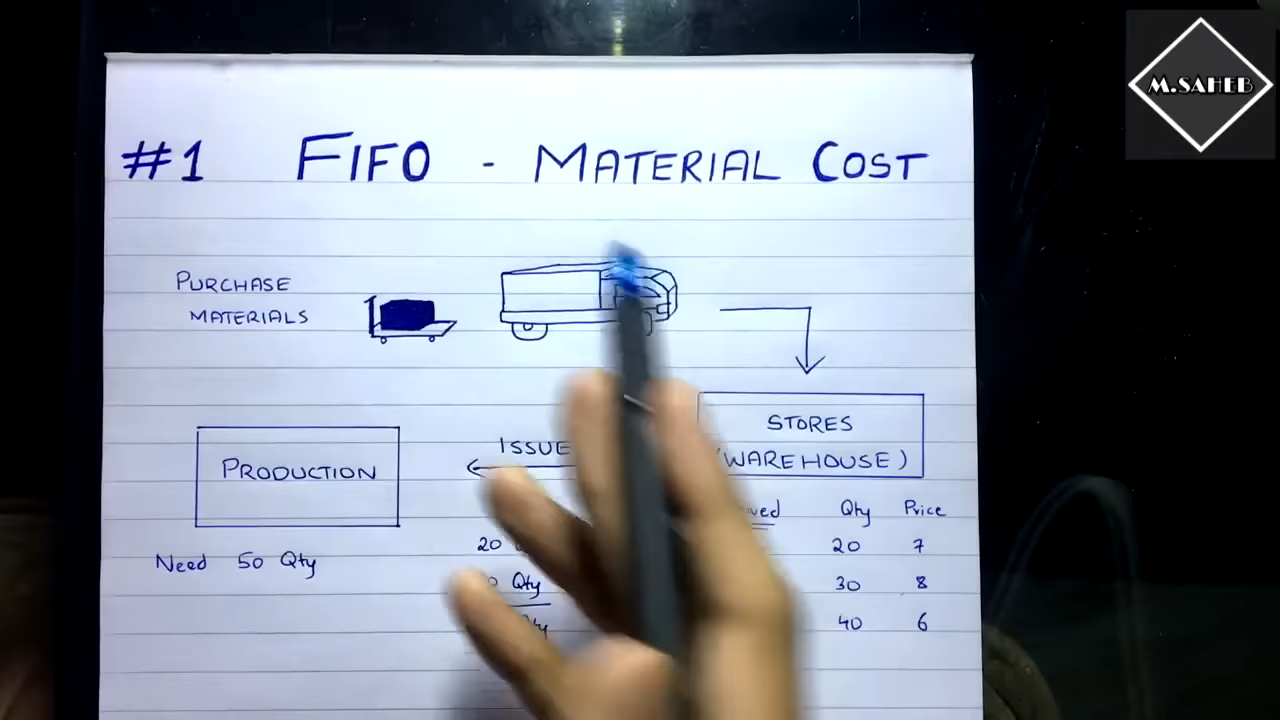 M.SAHEB
#1 FIFO - MATERIAL COST
PURCHASE
MATERIALS
STORES
(WAREHOUSE)
ISSUE
PRODUCTION
Qty Price
20 20 7
Need 50 Qty
Qty 30 8
40 6